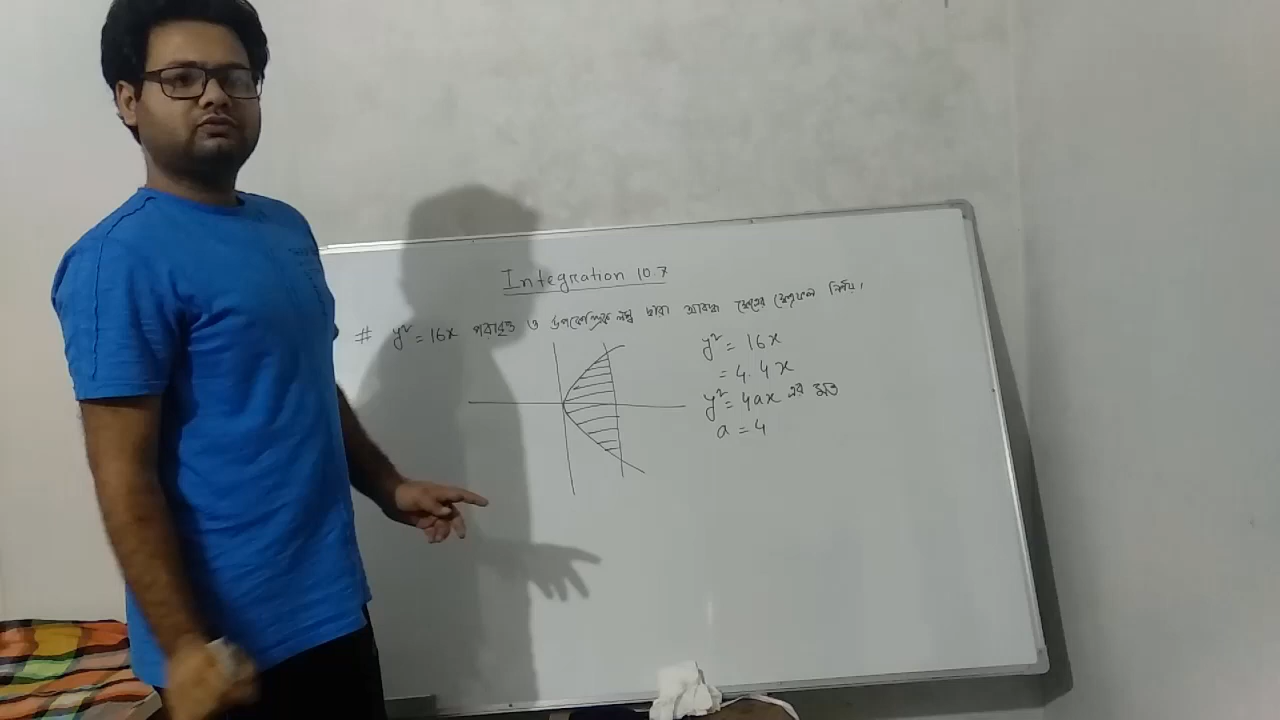 Integration 10.7
# y² = 16x পরাবৃত্ত ও উপকেন্দ্রিক লম্ব দ্বারা আবদ্ধ ক্ষেত্রের ক্ষেত্রফল নির্ণয়।
y² = 16x
= 4.4x
y² = 4ax এর মত
a = 4